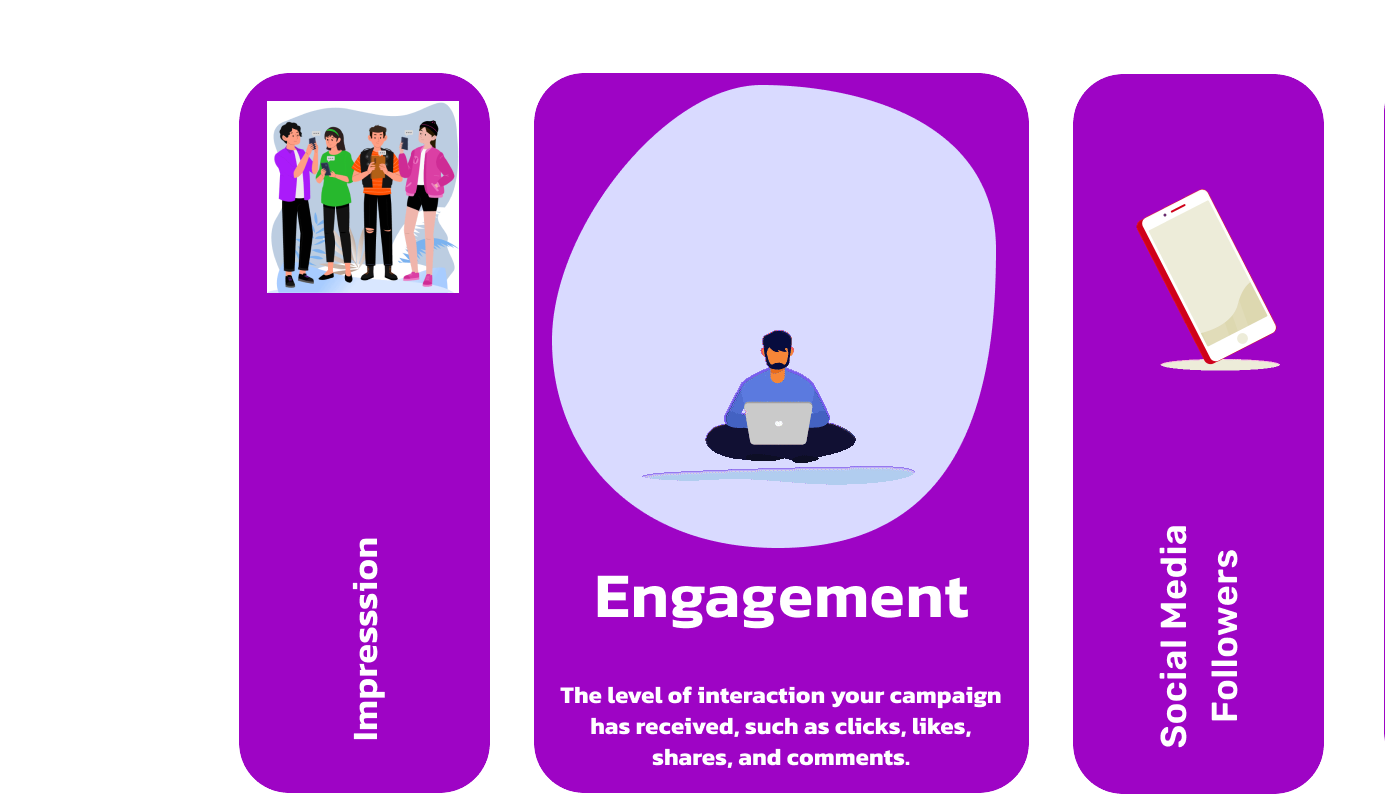 Impresssion
Engagement
The level of interaction your campaign
has received, such as clicks, likes,
shares, and comments.
Social Media
Followers